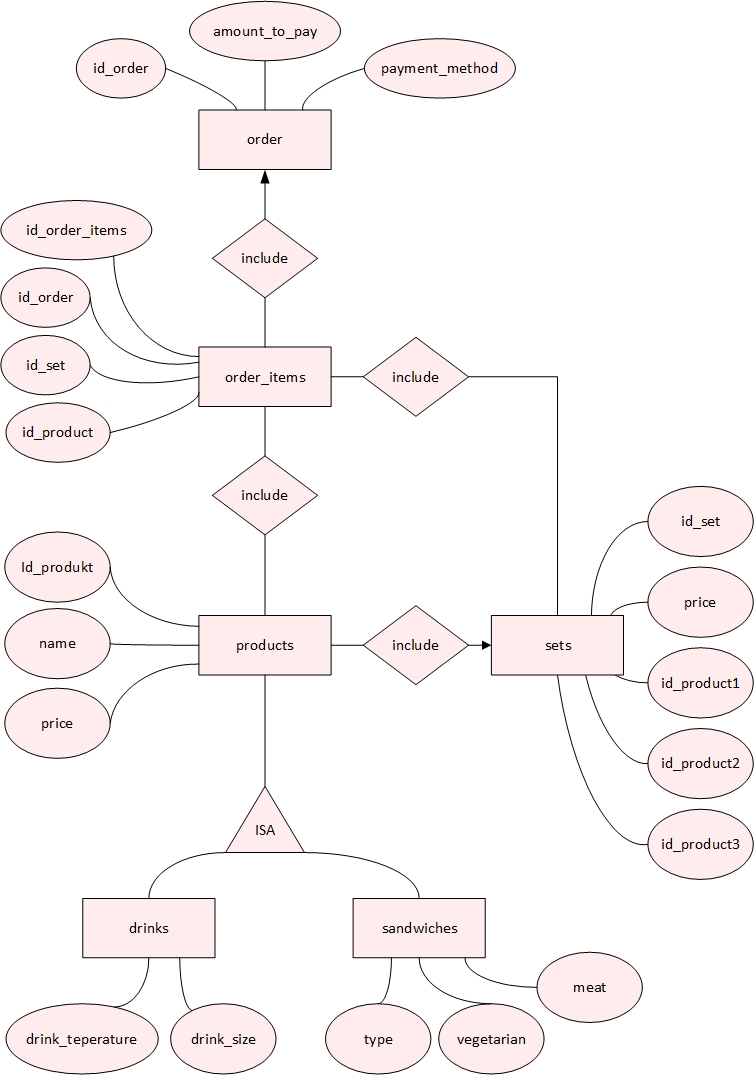 amount_to_pay
id_order
payment_method
order
id_order_items
include
id_order
id_set
order_items
include
id_product
include
id_set
Id_produkt
price
name
products
include
sets
id_product1
price
id_product2
ISA
id_product3
drinks
sandwiches
meat
drink_teperature
drink_size
type
vegetarian